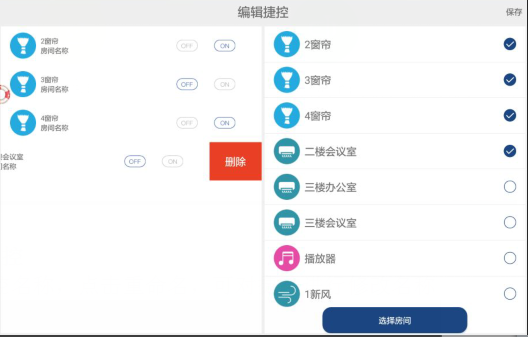 编辑捷控
保存
2窗帘
房间名称
OFF
ON
3窗帘
房间名称
OFF
ON
4窗帘
房间名称
OFF
ON
会议室
名称
OFF
ON
删除
2窗帘
3窗帘
4窗帘
二楼会议室
三楼办公室
三楼会议室
播放器
1新风
选择房间